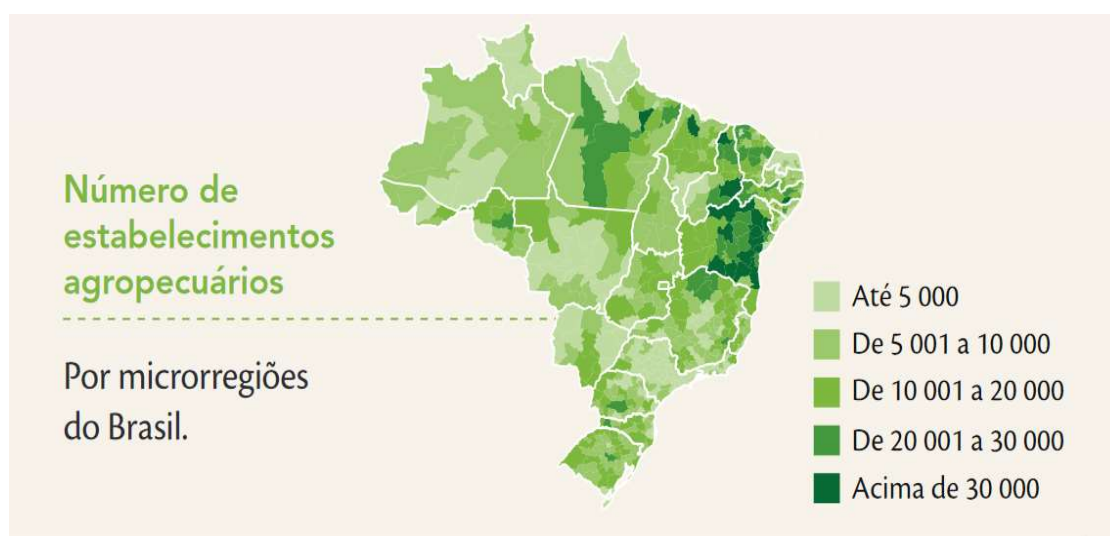 Número de
estabelecimentos
agropecuários
Por microrregiões
do Brasil.
Até 5 000
De 5 001 a 10 000
De 10 001 a 20 000
De 20 001 a 30 000
Acima de 30 000